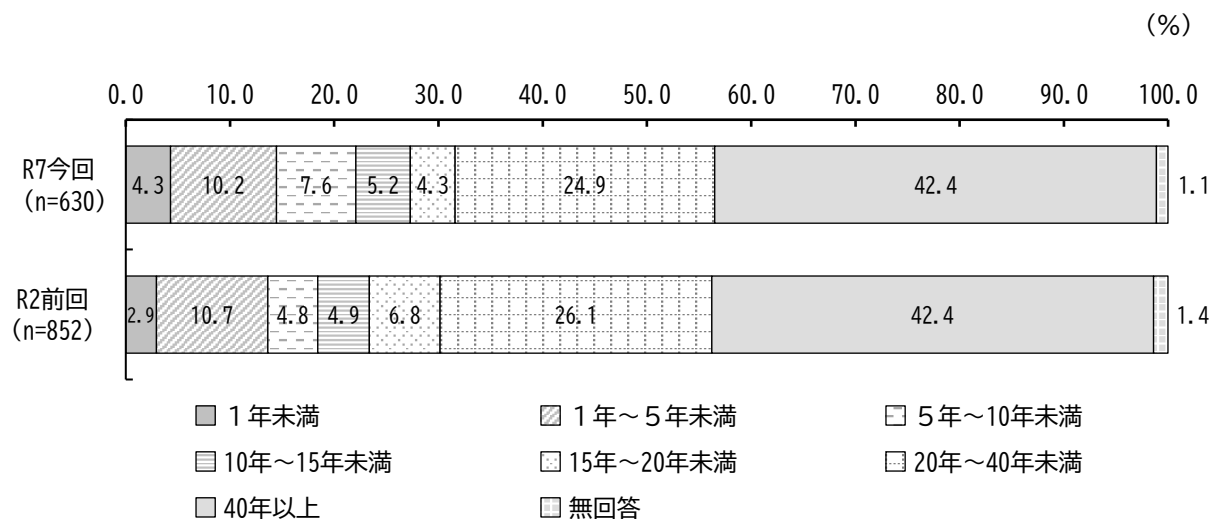 (%)
0.0 10.0 20.0 30.0 40.0 50.0 60.0 70.0 80.0 90.0 100.0
R7今回
(n=630)
4.3 10.2 7.6 5.2 4.3 24.9 42.4 1.1
R2前回
(n=852)
2.9 10.7 4.8 4.9 6.8 26.1 42.4 1.4
１年未満 １年～５年未満 ５年～10年未満
10年～15年未満 15年～20年未満 20年～40年未満
40年以上 無回答